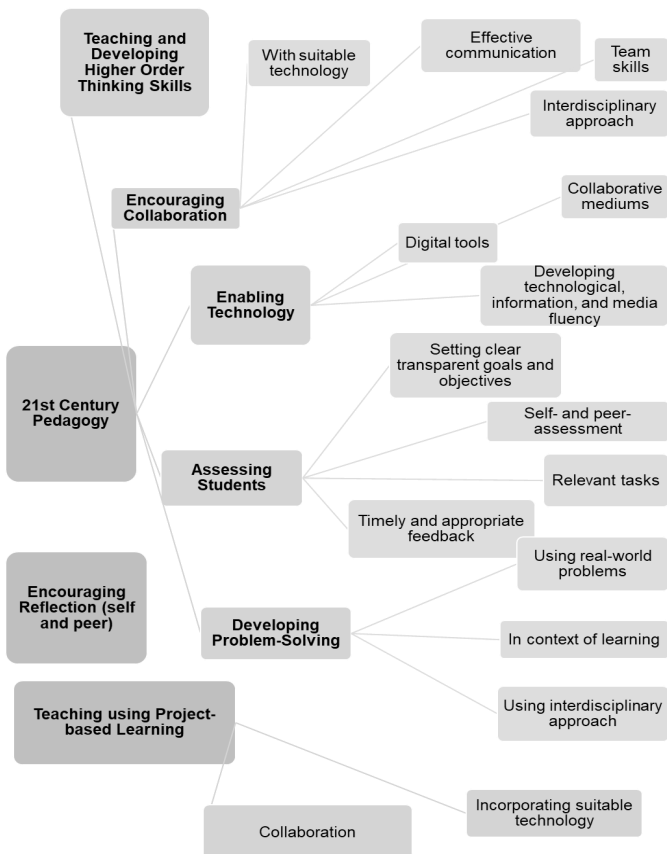 Teaching and
Developing
Higher Order
Thinking Skills
With suitable
technology
Effective
communication
Team
skills
Interdisciplinary
approach
Encouraging
Collaboration
Collaborative
mediums
Digital tools
Enabling
Technology
Developing
technological,
information, and media
fluency
Setting clear
transparent goals and
objectives
21st Century
Pedagogy
Self- and peer-
assessment
Assessing
Students
Relevant tasks
Timely and appropriate
feedback
Using real-world
problems
Encouraging
Reflection (self
and peer)
Developing
Problem-Solving
In context of learning
Using interdisciplinary
approach
Teaching using Project-
based Learning
Incorporating suitable
technology
Collaboration